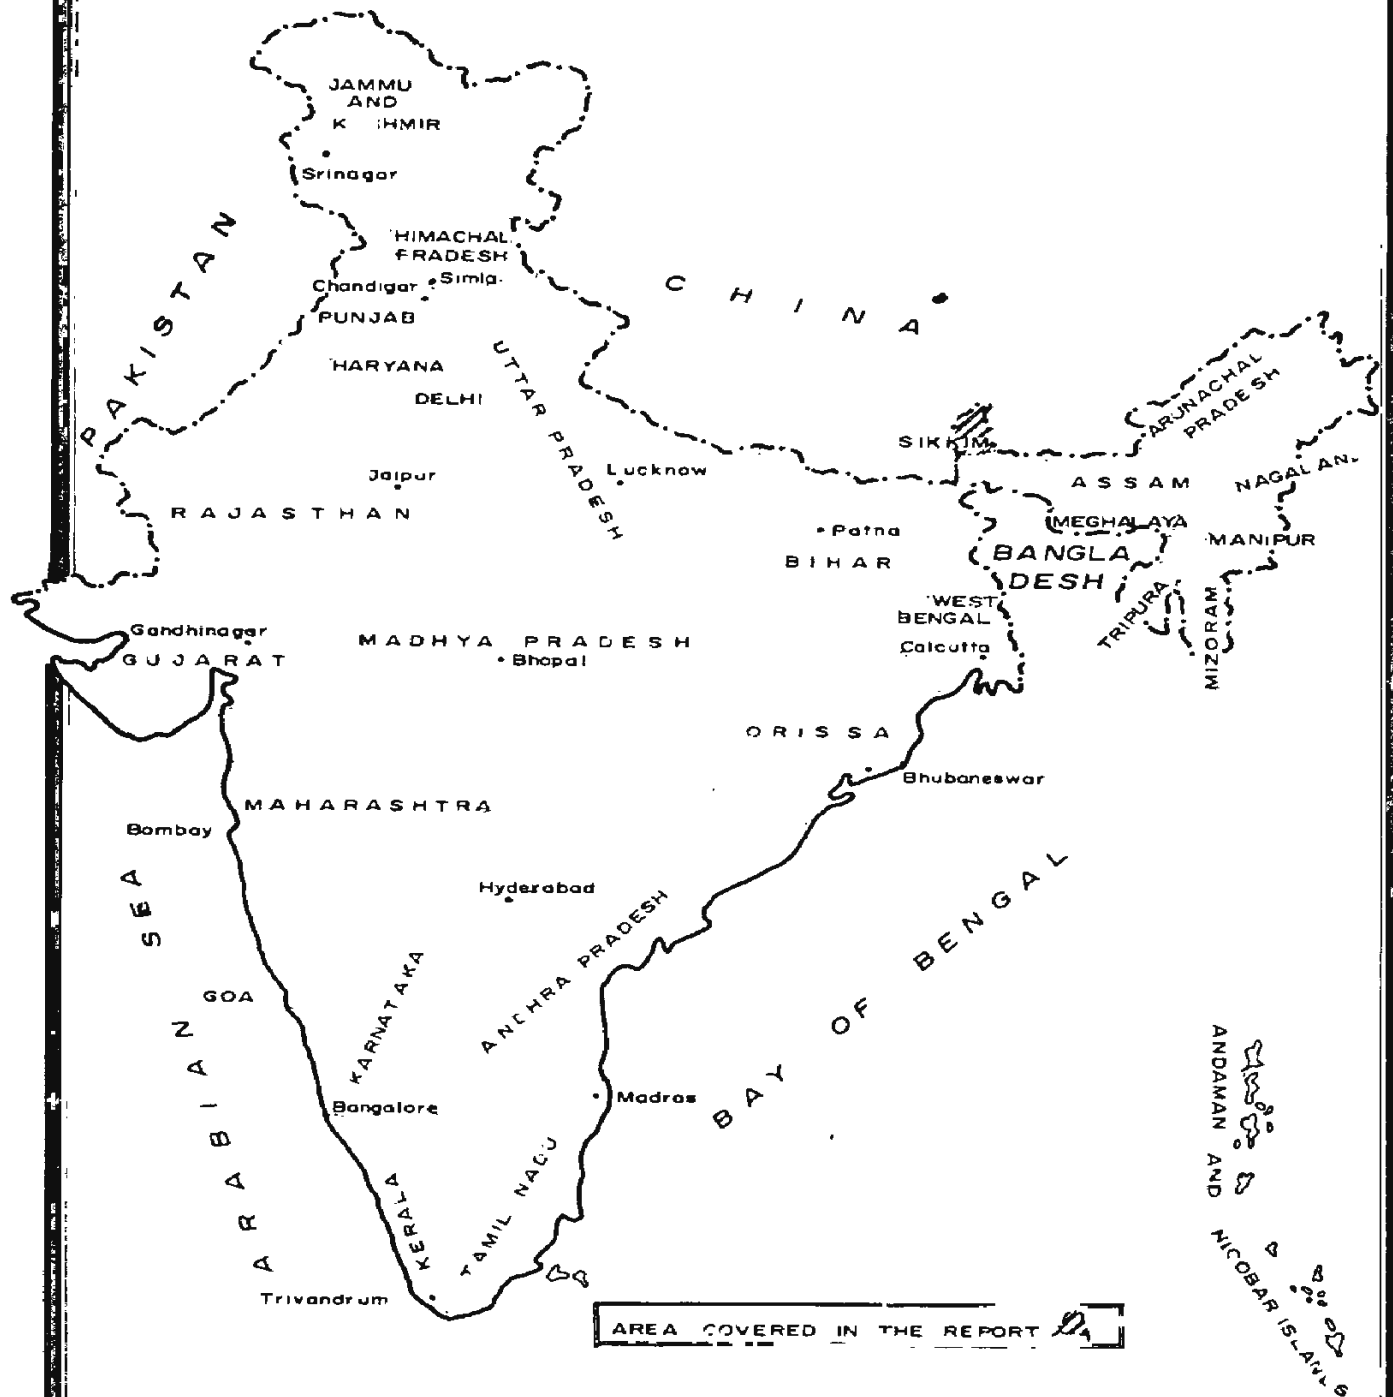 JAMMU
AND
K HMIR
Srinagar
HIMACHAL
PRADESH
Simla
Chandigar
PUNJAB
HARYANA
DELHI
PAKISTAN
CHINA
UTTAR PRADESH
Lucknow
Jaipur
RAJASTHAN
SIKKIM
ARUNACHAL
PRADESH
ASSAM
NAGALAN
MEGHALAYA
MANIPUR
Patna
BIHAR
BANGLA
DESH
TRIPURA
MIZORAM
WEST
BENGAL
Calcutta
Gandhinagar
GUJARAT
MADHYA PRADESH
Bhopal
ORISSA
Bhubaneswar
MAHARASHTRA
Bombay
Hyderabad
ANDHRA PRADESH
KARNATAKA
GOA
ARABIAN SEA
BAY OF BENGAL
Bangalore
Madras
KERALA
TAMIL NADU
Trivandrum
ANDAMAN AND
NICOBAR ISLANDS
AREA COVERED IN THE REPORT